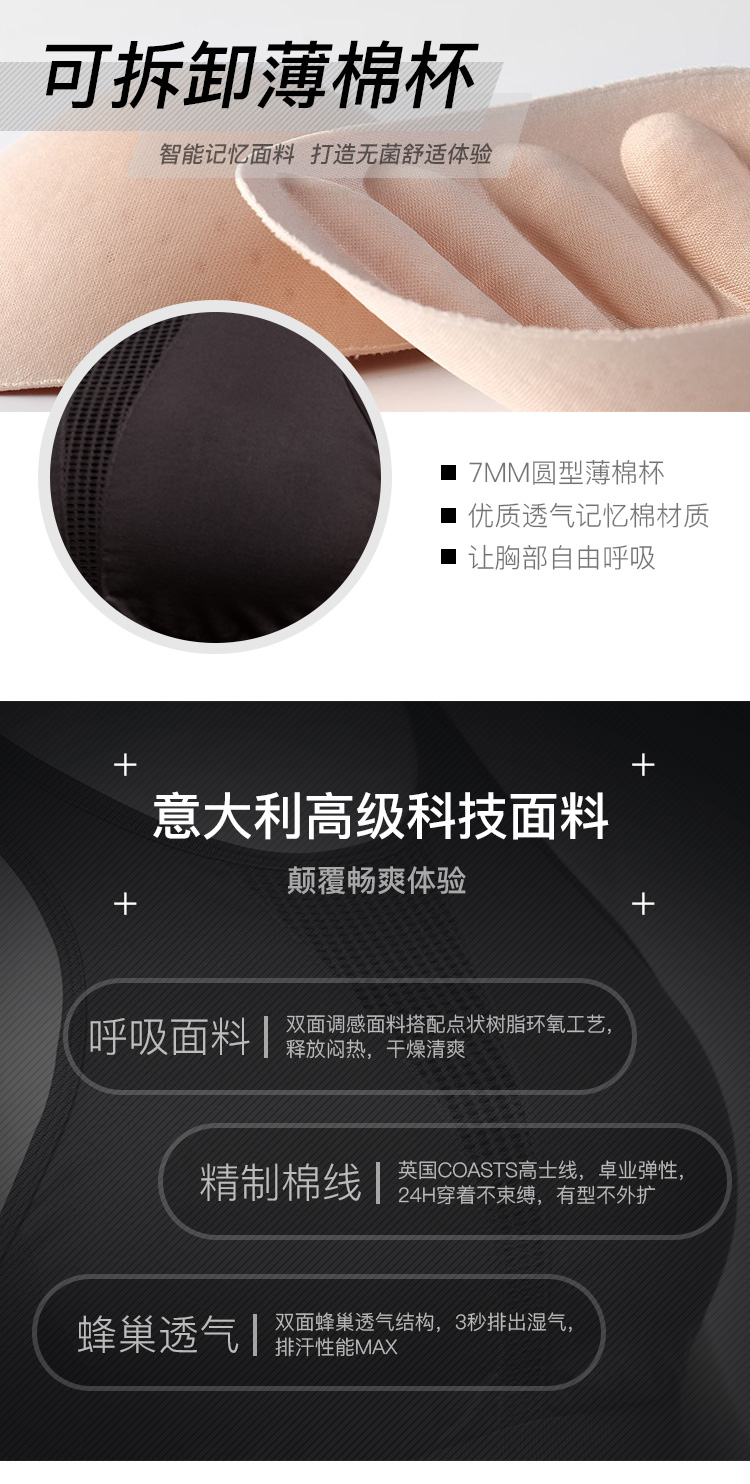 可拆卸薄棉杯
智能记忆面料 打造无菌舒适体验
7MM圆型薄棉杯
优质透气记忆棉材质
让胸部自由呼吸
意大利高级科技面料
颠覆畅爽体验
呼吸面料
双面调感面料搭配点状树脂环氧工艺,
释放闷热，干燥清爽
精制棉线
英国COASTS高士线，卓业弹性,
24H穿着不束缚，有型不外扩
蜂巢透气
双面蜂巢透气结构，3秒排出湿气,
排汗性能MAX